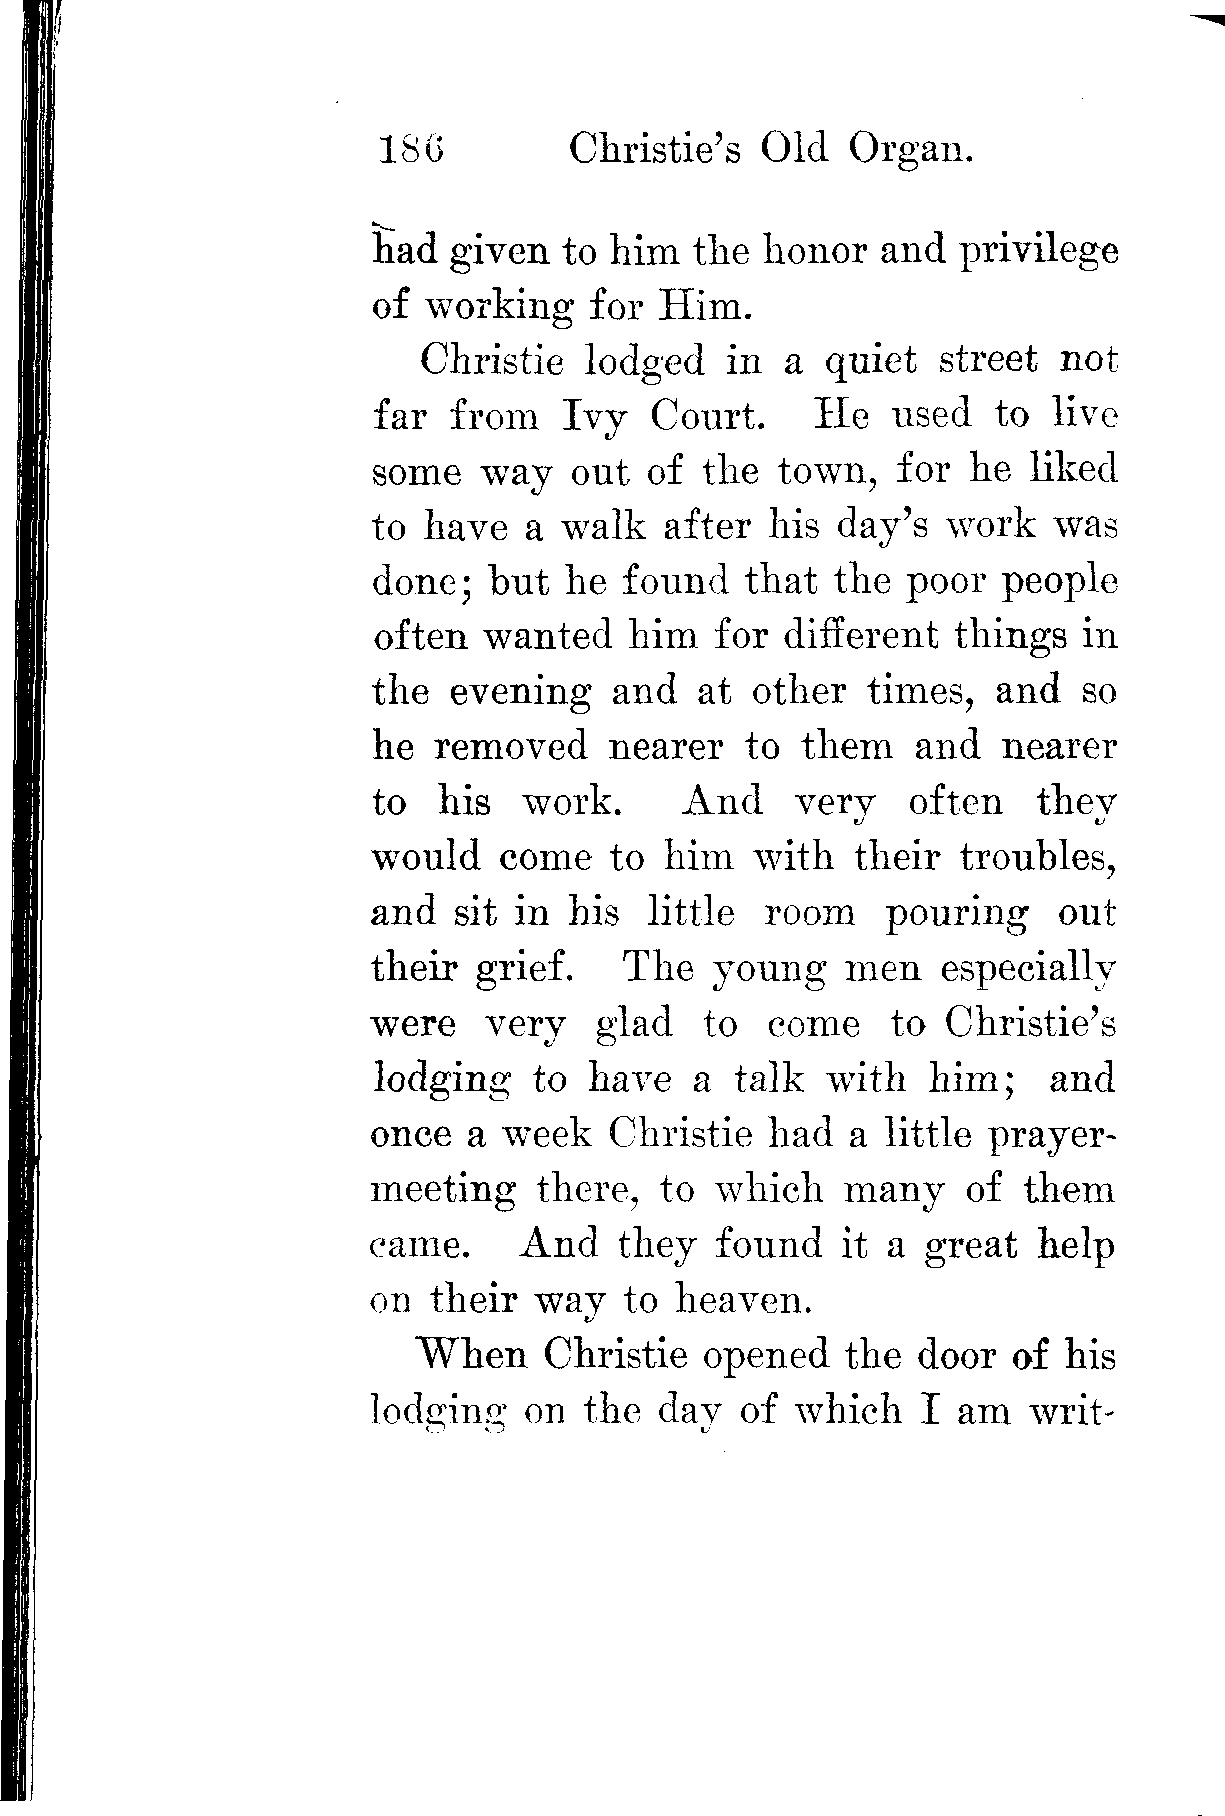 186 Christie's Old Organ.
had given to him the honor and privilege
of working for Him.
Christie lodged in a quiet street not
far from Ivy Court. He used to live
some way out of the town, for he liked
to have a walk after his day's work was
done; but he found that the poor people
often wanted him for different things in
the evening and at other times, and so
he removed nearer to them and nearer
to his work. And very often they
would come to him with their troubles,
and sit in his little room pouring out
their grief. The young men especially
were very glad to come to Christie's
lodging to have a talk with him; and
once a week Christie had a little prayer-
meeting there, to which many of them
came. And they found it a great help
on their way to heaven.
When Christie opened the door of his
lodging on the day of which I am writ-